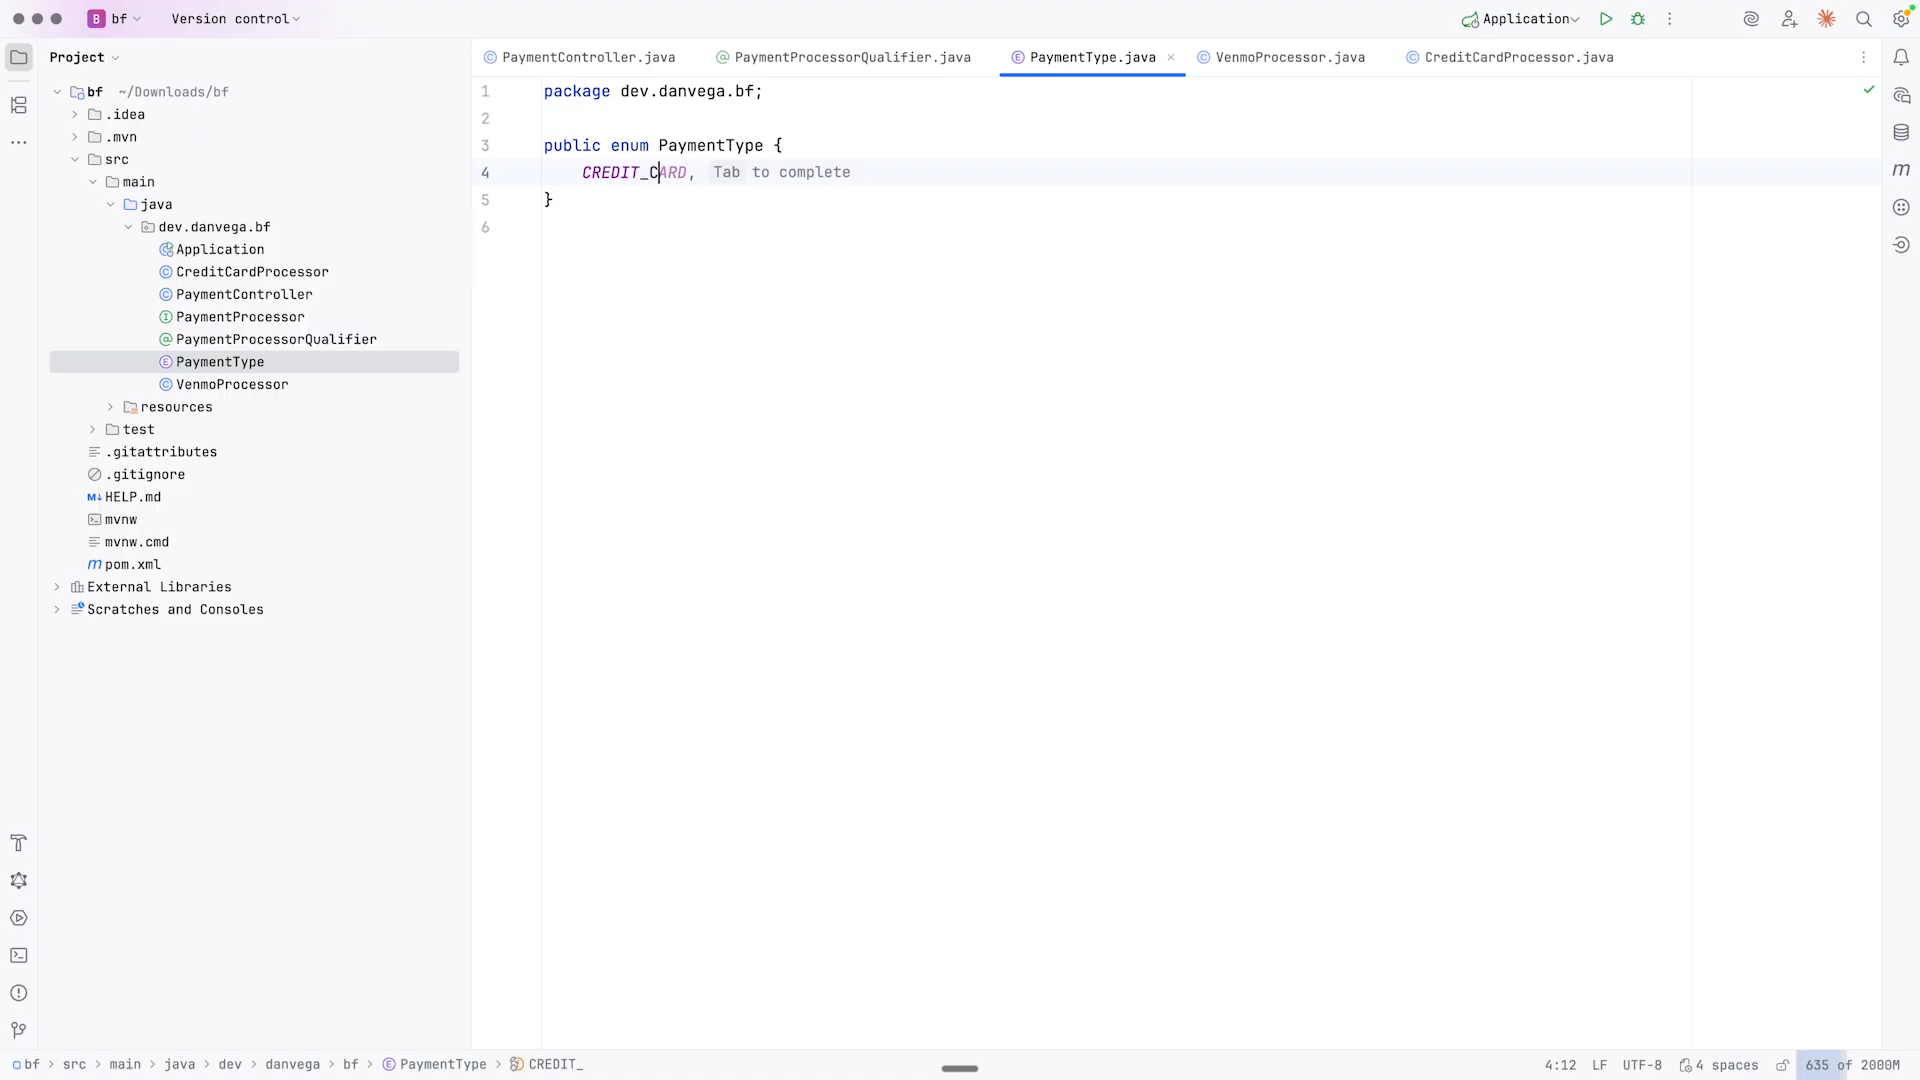 B bf Version control Application
Project
PaymentController.java PaymentProcessorQualifier.java PaymentType.java VenmoProcessor.java CreditCardProcessor.java
bf ~/Downloads/bf
.idea
.mvn
src
main
java
dev.danvega.bf
Application
CreditCardProcessor
PaymentController
PaymentProcessor
PaymentProcessorQualifier
PaymentType
VenmoProcessor
resources
test
.gitattributes
.gitignore
HELP.md
mvnw
mvnw.cmd
pom.xml
External Libraries
Scratches and Consoles
1 package dev.danvega.bf;
2
3 public enum PaymentType {
4 CREDIT_CARD, Tab to complete
5 }
6
bf > src > main > java > dev > danvega > bf > PaymentType > CREDIT_ 4:12 LF UTF-8 4 spaces 635 of 2000M